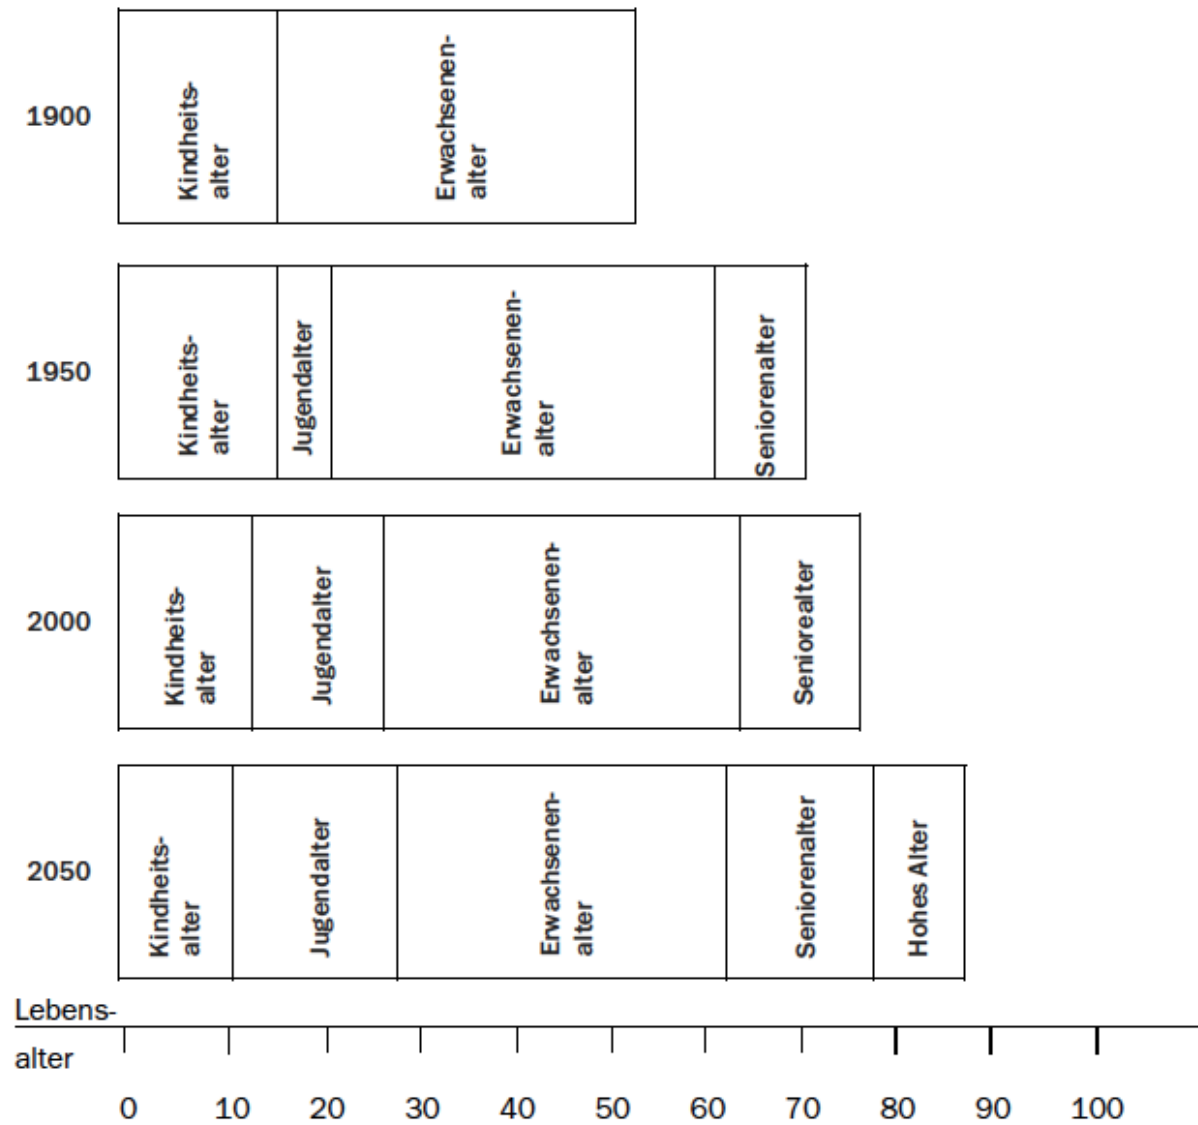 1900
Kindheits-
alter
Erwachsenen-
alter
1950
Kindheits-
alter
Jugendalter
Erwachsenen-
alter
Seniorenalter
2000
Kindheits-
alter
Jugendalter
Erwachsenen-
alter
Seniorealter
2050
Kindheits-
alter
Jugendalter
Erwachsenen-
alter
Seniorenalter
Hohes Alter
Lebens-
alter
0 10 20 30 40 50 60 70 80 90 100